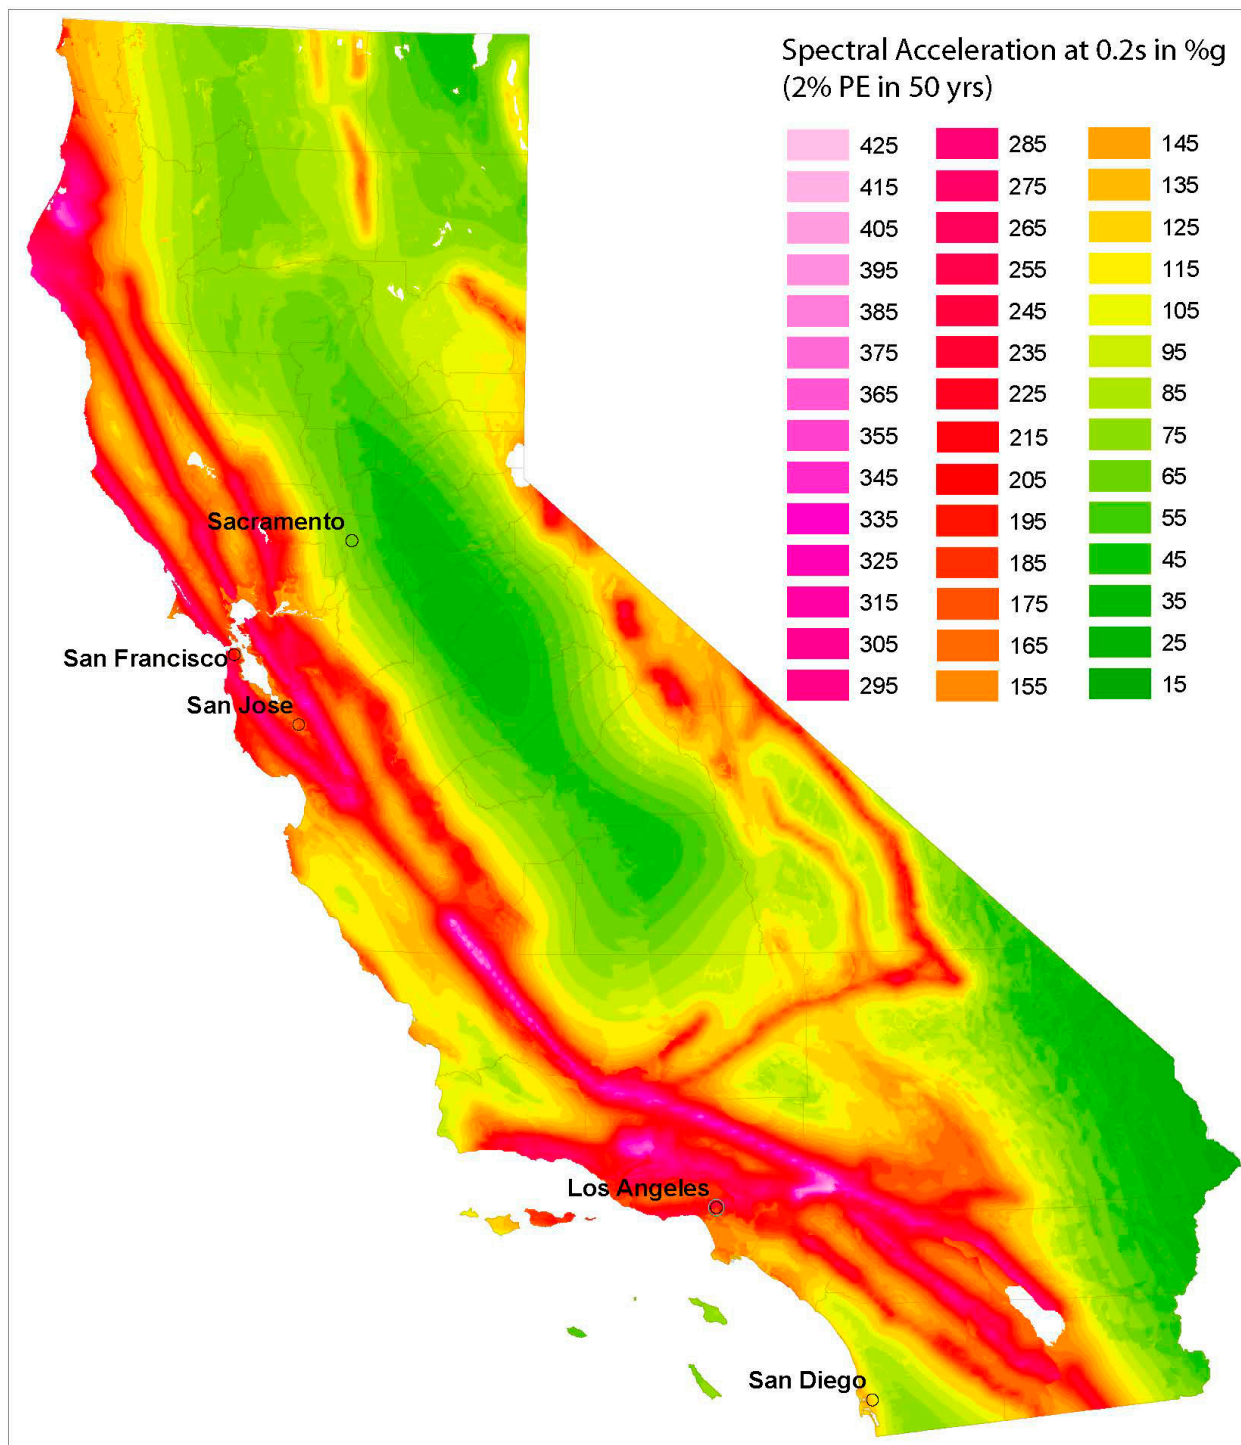 Spectral Acceleration at 0.2s in %g
(2% PE in 50 yrs)
425 285 145
415 275 135
405 265 125
395 255 115
385 245 105
375 235 95
365 225 85
355 215 75
345 205 65
335 195 55
325 185 45
315 175 35
305 165 25
295 155 15
Sacramento
San Francisco
San Jose
Los Angeles
San Diego